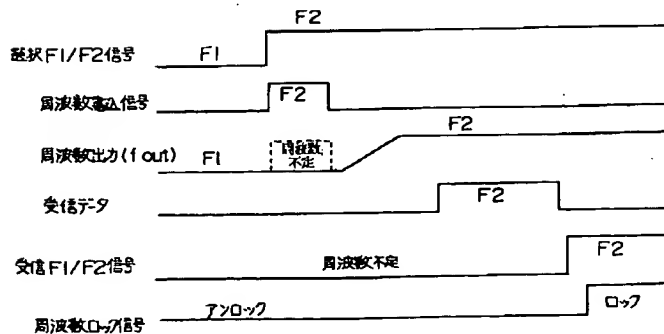 F2
選択F1/F2信号
F1
周波数書込信号
F2
周波数出力(f out)
F1
周波数
不定
F2
受信データ
F2
受信F1/F2信号
周波数不定
F2
周波数ロック信号
アンロック
ロック